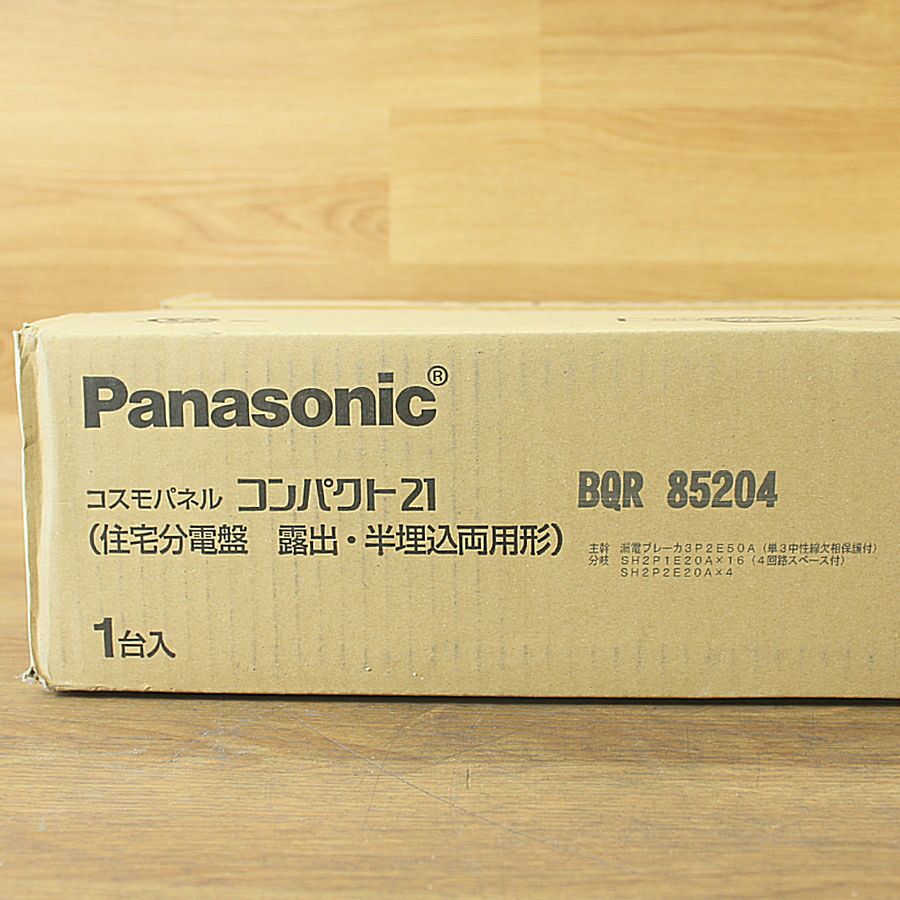 Panasonic®
コスモパネル コンパクト21
(住宅分電盤 露出・半埋込両用形)
1台入
BQR 85204
主幹 漏電ブレーカ3P2E50A (単3中性線欠相保護付)
分岐 SH2P1E20A×16 (4回路スペース付)
SH2P2E20A×4